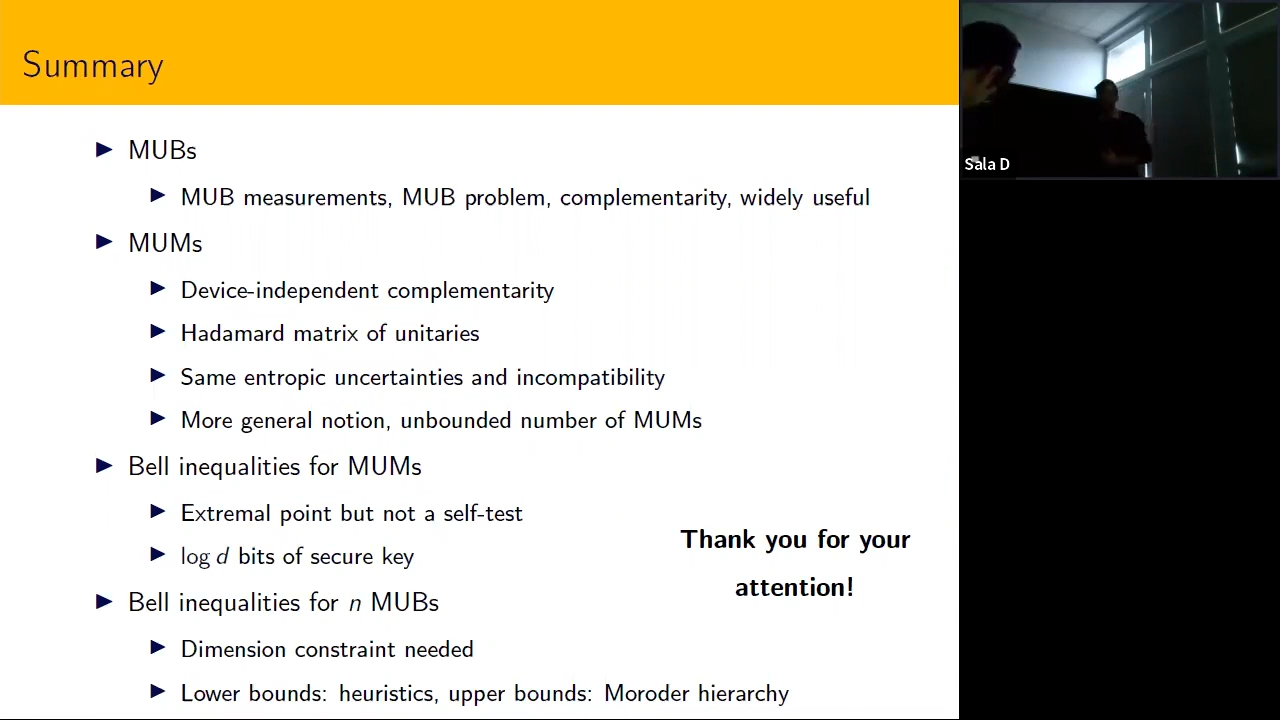 Summary
MUBs
MUB measurements, MUB problem, complementarity, widely useful
MUMs
Device-independent complementarity
Hadamard matrix of unitaries
Same entropic uncertainties and incompatibility
More general notion, unbounded number of MUMs
Bell inequalities for MUMs
Extremal point but not a self-test
log d bits of secure key
Bell inequalities for n MUBs
Dimension constraint needed
Lower bounds: heuristics, upper bounds: Moroder hierarchy
Thank you for your
attention!
Sala D